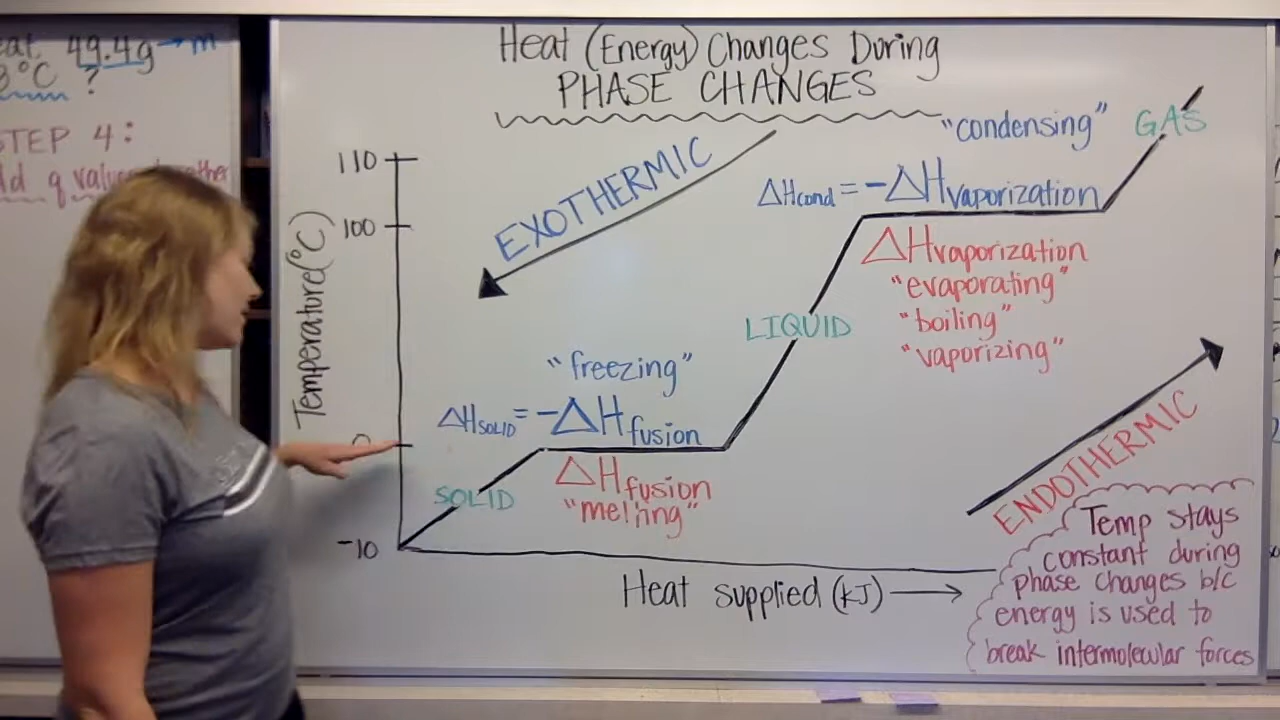 49.4g → m
°C ?
STEP 4:
q values
Heat (Energy) Changes During
PHASE CHANGES
"condensing"
GAS
110
EXOTHERMIC
ΔHcond = -ΔHvaporization
100
ΔHvaporization
"evaporating"
"boiling"
"vaporizing"
LIQUID
Temperature(°C)
"freezing"
ΔHSOLID = -ΔHfusion
0
ΔHfusion
"melting"
SOLID
-10
ENDOTHERMIC
Heat supplied (kJ) →
Temp stays
constant during
phase changes b/c
energy is used to
break intermolecular forces